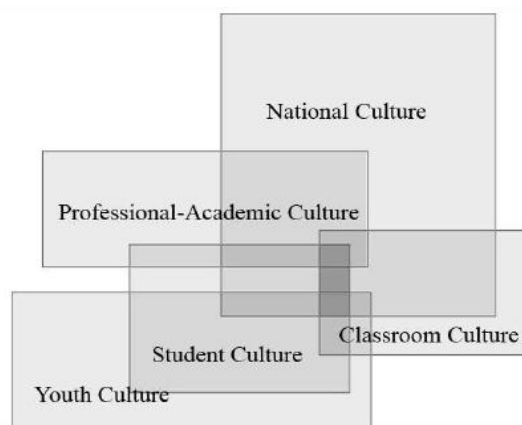 National Culture
Professional-Academic Culture
Classroom Culture
Student Culture
Youth Culture